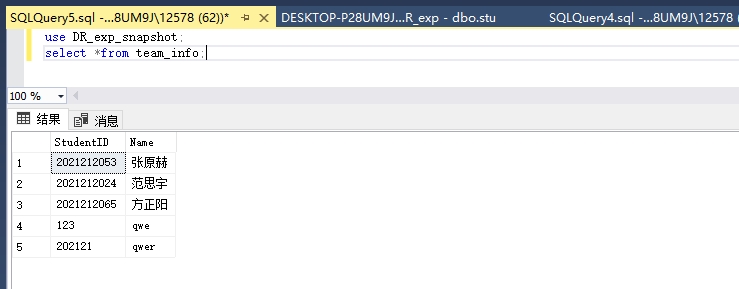 SQLQuery5.sql -...8UM9J\12578 (62))* DESKTOP-P28UM9J...R_exp - dbo.stu SQLQuery4.sql -...8UM9J\12578 (
use DR_exp_snapshot;
select *from team_info;
100 %
结果 消息
StudentID Name
1 2021212053 张原赫
2 2021212024 范思宇
3 2021212065 方正阳
4 123 qwe
5 202121 qwer